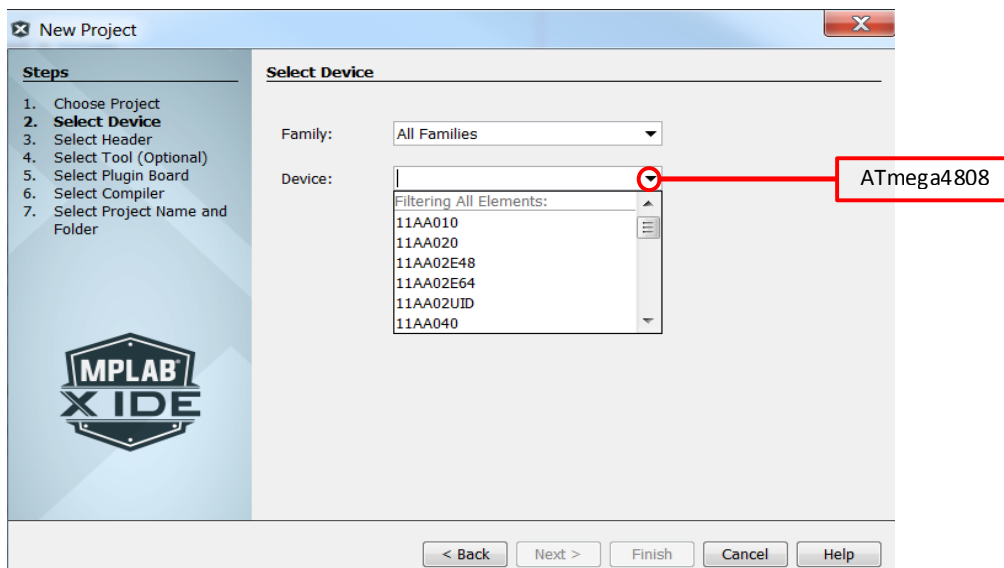 New Project
Steps
1. Choose Project
2. Select Device
3. Select Header
4. Select Tool (Optional)
5. Select Plugin Board
6. Select Compiler
7. Select Project Name and
Folder
MPLAB
X IDE
Select Device
Family:
All Families
Device:
ATmega4808
Filtering All Elements:
11AA010
11AA020
11AA02E48
11AA02E64
11AA02UID
11AA040
< Back
Next >
Finish
Cancel
Help